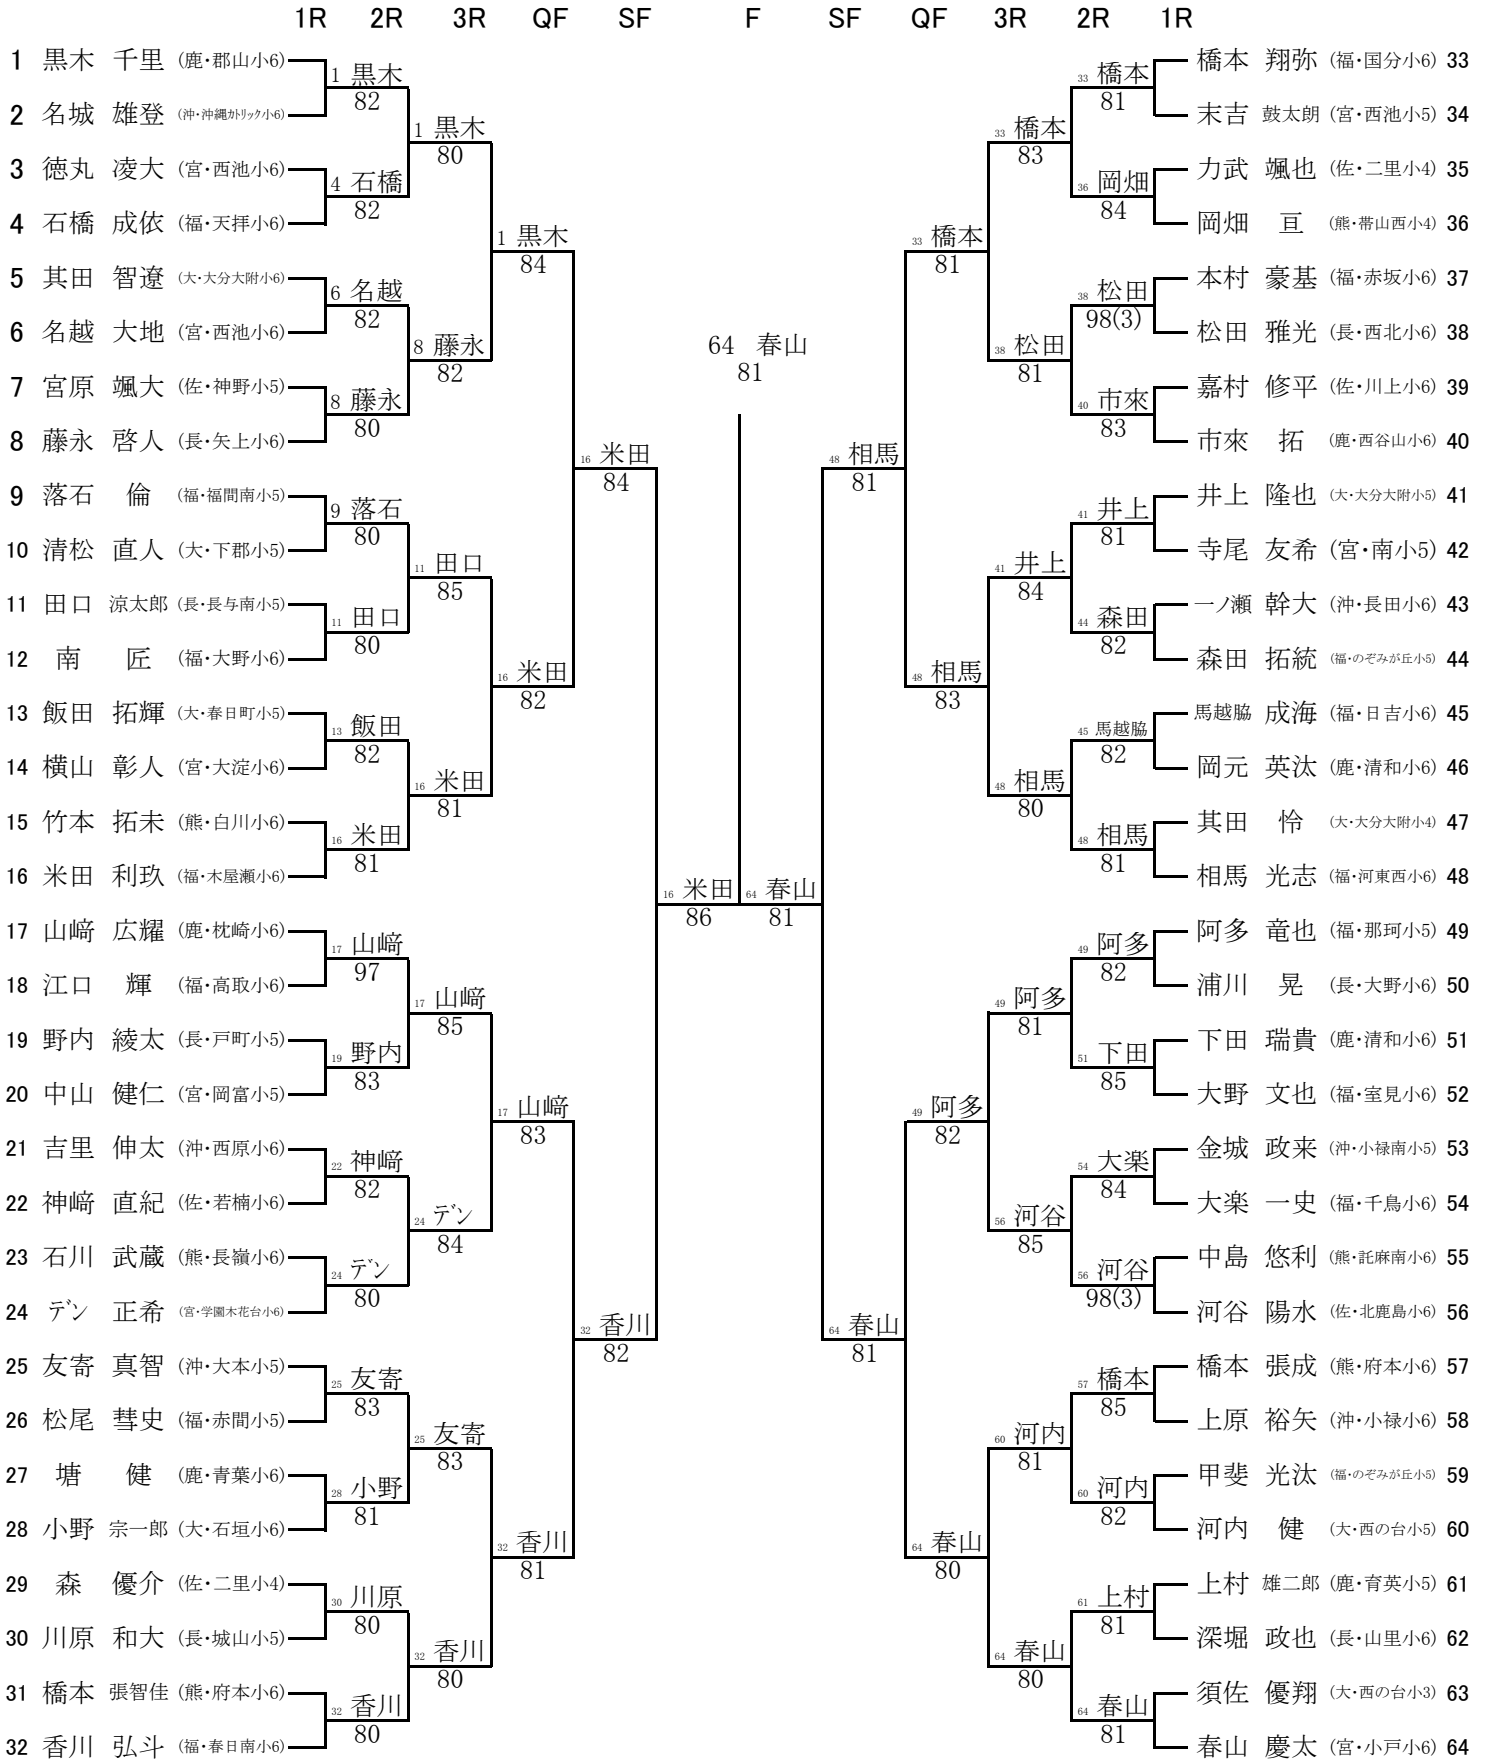 1R 2R 3R QF SF F SF QF 3R 2R 1R
1 黒木 千里 (鹿・郡山小6)
2 名城 雄登 (沖・沖縄カトリック小6)
3 徳丸 凌大 (宮・西池小6)
4 石橋 成依 (福・天拝小6)
5 其田 智遼 (大・大分大附小6)
6 名越 大地 (宮・西池小6)
7 宮原 颯大 (佐・神野小5)
8 藤永 啓人 (長・矢上小6)
9 落石 倫 (福・福間南小5)
10 清松 直人 (大・下郡小5)
11 田口 涼太郎 (長・長与南小5)
12 南 匠 (福・大野小6)
13 飯田 拓輝 (大・春日町小5)
14 横山 彰人 (宮・大淀小6)
15 竹本 拓未 (熊・白川小6)
16 米田 利玖 (福・木屋瀬小6)
17 山﨑 広耀 (鹿・枕崎小6)
18 江口 輝 (福・高取小6)
19 野内 綾太 (長・戸町小5)
20 中山 健仁 (宮・岡富小5)
21 吉里 伸太 (沖・西原小6)
22 神﨑 直紀 (佐・若楠小6)
23 石川 武蔵 (熊・長嶺小6)
24 デン 正希 (宮・学園木花台小6)
25 友寄 真智 (沖・大本小5)
26 松尾 彗史 (福・赤間小5)
27 塘 健 (鹿・青葉小6)
28 小野 宗一郎 (大・石垣小6)
29 森 優介 (佐・二里小4)
30 川原 和大 (長・城山小5)
31 橋本 張智佳 (熊・府本小6)
32 香川 弘斗 (福・春日南小6)
1 黒木
82
4 石橋
82
6 名越
82
8 藤永
80
9 落石
80
11 田口
80
13 飯田
82
16 米田
81
17 山﨑
97
19 野内
83
22 神﨑
82
24 デン
80
25 友寄
83
28 小野
81
30 川原
80
32 香川
80
1 黒木
80
8 藤永
82
11 田口
85
16 米田
81
17 山﨑
85
24 デン
84
25 友寄
83
32 香川
80
1 黒木
84
16 米田
82
17 山﨑
83
32 香川
81
16 米田
84
32 香川
82
16 米田
86
64 春山
81
64 春山
81
48 相馬
81
64 春山
81
33 橋本
81
48 相馬
83
49 阿多
82
64 春山
80
33 橋本
83
38 松田
81
41 井上
84
48 相馬
80
49 阿多
81
56 河谷
85
60 河内
81
64 春山
80
33 橋本
81
36 岡畑
84
38 松田
98(3)
40 市來
83
41 井上
81
44 森田
82
45 馬越脇
82
48 相馬
81
49 阿多
82
51 下田
85
54 大楽
84
56 河谷
98(3)
57 橋本
85
60 河内
82
61 上村
81
64 春山
81
橋本 翔弥 (福・国分小6) 33
末吉 鼓太朗 (宮・西池小5) 34
力武 颯也 (佐・二里小4) 35
岡畑 亘 (熊・帯山西小4) 36
本村 豪基 (福・赤坂小6) 37
松田 雅光 (長・西北小6) 38
嘉村 修平 (佐・川上小6) 39
市來 拓 (鹿・西谷山小6) 40
井上 隆也 (大・大分大附小5) 41
寺尾 友希 (宮・南小5) 42
一ノ瀬 幹大 (沖・長田小6) 43
森田 拓統 (福・のぞみが丘小5) 44
馬越脇 成海 (福・日吉小6) 45
岡元 英汰 (鹿・清和小6) 46
其田 怜 (大・大分大附小4) 47
相馬 光志 (福・河東西小6) 48
阿多 竜也 (福・那珂小5) 49
浦川 晃 (長・大野小6) 50
下田 瑞貴 (鹿・清和小6) 51
大野 文也 (福・室見小6) 52
金城 政来 (沖・小禄南小5) 53
大楽 一史 (福・千鳥小6) 54
中島 悠利 (熊・託麻南小6) 55
河谷 陽水 (佐・北鹿島小6) 56
橋本 張成 (熊・府本小6) 57
上原 裕矢 (沖・小禄小6) 58
甲斐 光汰 (福・のぞみが丘小5) 59
河内 健 (大・西の台小5) 60
上村 雄二郎 (鹿・育英小5) 61
深堀 政也 (長・山里小6) 62
須佐 優翔 (大・西の台小3) 63
春山 慶太 (宮・小戸小6) 64